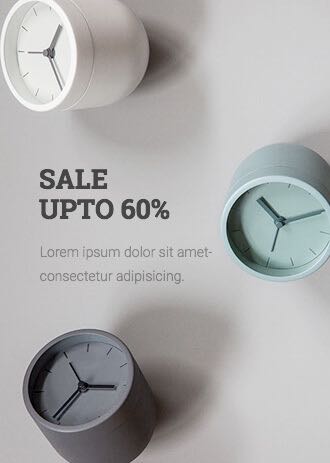 SALE
UPTO 60%
Lorem ipsum dolor sit amet-
consectetur adipisicing.